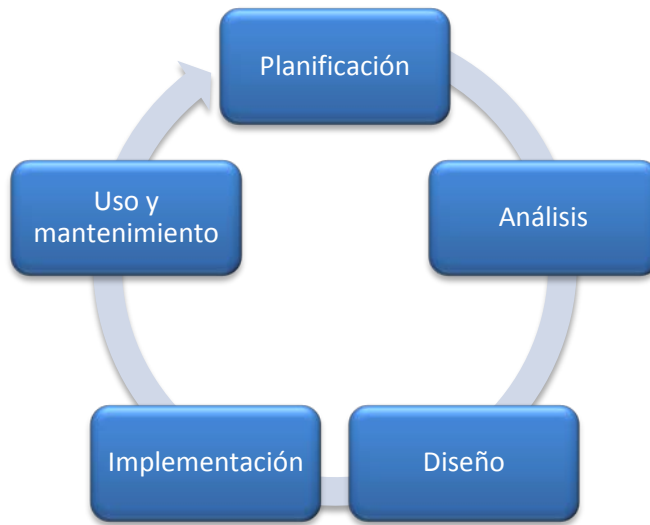 Planificación
Análisis
Diseño
Implementación
Uso y
mantenimiento